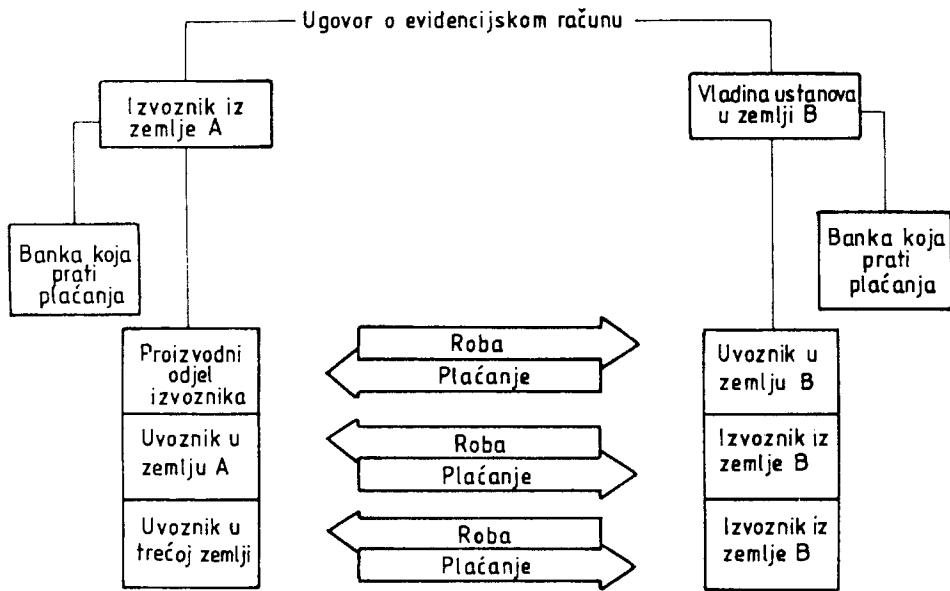 Ugovor o evidencijskom računu
Izvoznik iz
zemlje A
Vladina ustanova
u zemlji B
Banka koja
prati
plaćanja
Banka koja
prati
plaćanja
Proizvodni
odjel
izvoznika
Roba
Plaćanje
Uvoznik u
zemlju B
Uvoznik u
zemlju A
Roba
Plaćanje
Izvoznik iz
zemlje B
Uvoznik u
trećoj zemlji
Roba
Plaćanje
Izvoznik iz
zemlje B